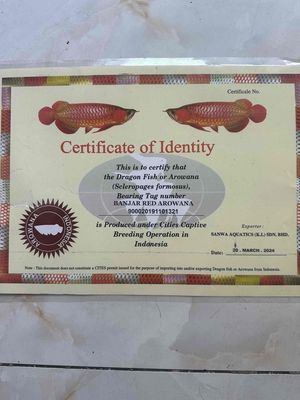 Certificate No.
Certificate of Identity
This is to certify that
the Dragon Fish or Arowana
(Scleropages formosus),
Bearing Tag number
BANJAR RED AROWANA
900020191101321
is Produced under Cities Captive
Breeding Operation in
Indonesia
Exporter:
SANWA AQUATICS (K.L) SDN. BHD.
Date: 20 - MARCH - 2024
AROWANA
INDONESIA
Note : This document does not constitute a CITES permit issued for the purpose of importing into and/or exporting Dragon fish or Arowana from Indonesia.